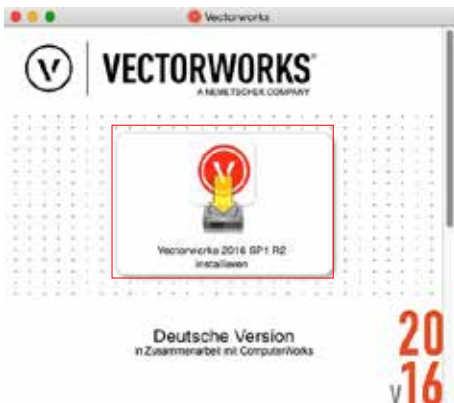 Vectorworks
VECTORWORKS®
A NEMETSCHEK COMPANY
Vectorworks 2016 SP1 R2
installieren
Deutsche Version
in Zusammenarbeit mit ComputerWorks
20
v16